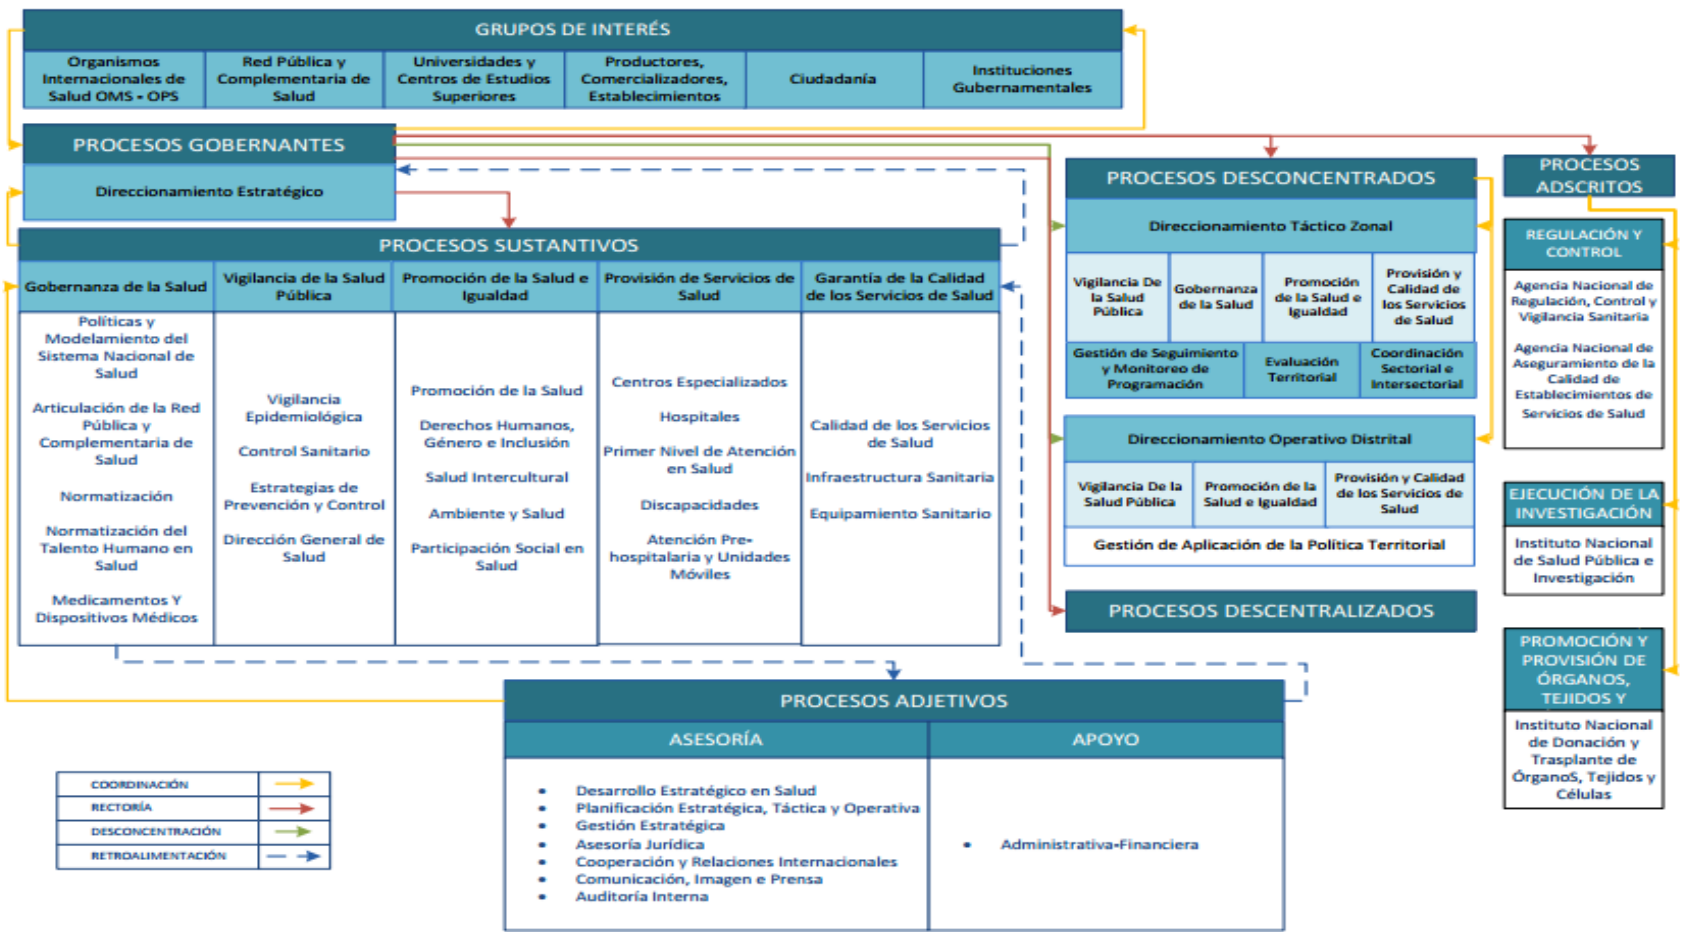 GRUPOS DE INTERÉS
Organismos
Internacionales de
Salud OMS - OPS
Red Pública y
Complementaria de
Salud
Universidades y
Centros de Estudios
Superiores
Productores,
Comercializadores,
Establecimientos
Ciudadanía
Instituciones
Gubernamentales
PROCESOS GOBERNANTES
Direccionamiento Estratégico
PROCESOS SUSTANTIVOS
Gobernanza de la Salud
Vigilancia de la Salud
Pública
Promoción de la Salud e
Igualdad
Provisión de Servicios de
Salud
Garantía de la Calidad
de los Servicios de Salud
Políticas y
Modelamiento del
Sistema Nacional de
Salud
Articulación de la Red
Pública y
Complementaria de
Salud
Normatización
Normatización del
Talento Humano en
Salud
Medicamentos Y
Dispositivos Médicos
Vigilancia
Epidemiológica
Control Sanitario
Estrategias de
Prevención y Control
Dirección General de
Salud
Promoción de la Salud
Derechos Humanos,
Género e Inclusión
Salud Intercultural
Ambiente y Salud
Participación Social en
Salud
Centros Especializados
Hospitales
Primer Nivel de Atención
en Salud
Discapacidades
Atención Pre-
hospitalaria y Unidades
Móviles
Calidad de los Servicios
de Salud
Infraestructura Sanitaria
Equipamiento Sanitario
PROCESOS DESCONCENTRADOS
Direccionamiento Táctico Zonal
Vigilancia De
la Salud
Pública
Gobernanza
de la Salud
Promoción
de la Salud e
Igualdad
Provisión y
Calidad de
los Servicios
de Salud
Gestión de Seguimiento
y Monitoreo de
Programación
Evaluación
Territorial
Coordinación
Sectorial e
Intersectorial
Direccionamiento Operativo Distrital
Vigilancia De la
Salud Pública
Promoción de la
Salud e Igualdad
Provisión y Calidad
de los Servicios de
Salud
Gestión de Aplicación de la Política Territorial
PROCESOS DESCENTRALIZADOS
PROCESOS
ADSCRITOS
REGULACIÓN Y
CONTROL
Agencia Nacional de
Regulación, Control y
Vigilancia Sanitaria
Agencia Nacional de
Aseguramiento de la
Calidad de
Establecimientos de
Servicios de Salud
EJECUCIÓN DE LA
INVESTIGACIÓN
Instituto Nacional
de Salud Pública e
Investigación
PROMOCIÓN Y
PROVISIÓN DE
ÓRGANOS,
TEJIDOS Y
Instituto Nacional
de Donación y
Trasplante de
ÓrganoS, Tejidos y
Células
PROCESOS ADJETIVOS
ASESORÍA
• Desarrollo Estratégico en Salud
• Planificación Estratégica, Táctica y Operativa
• Gestión Estratégica
• Asesoría Jurídica
• Cooperación y Relaciones Internacionales
• Comunicación, Imagen e Prensa
• Auditoría Interna
APOYO
• Administrativa-Financiera
COORDINACIÓN
RECTORÍA
DESCONCENTRACIÓN
RETROALIMENTACIÓN